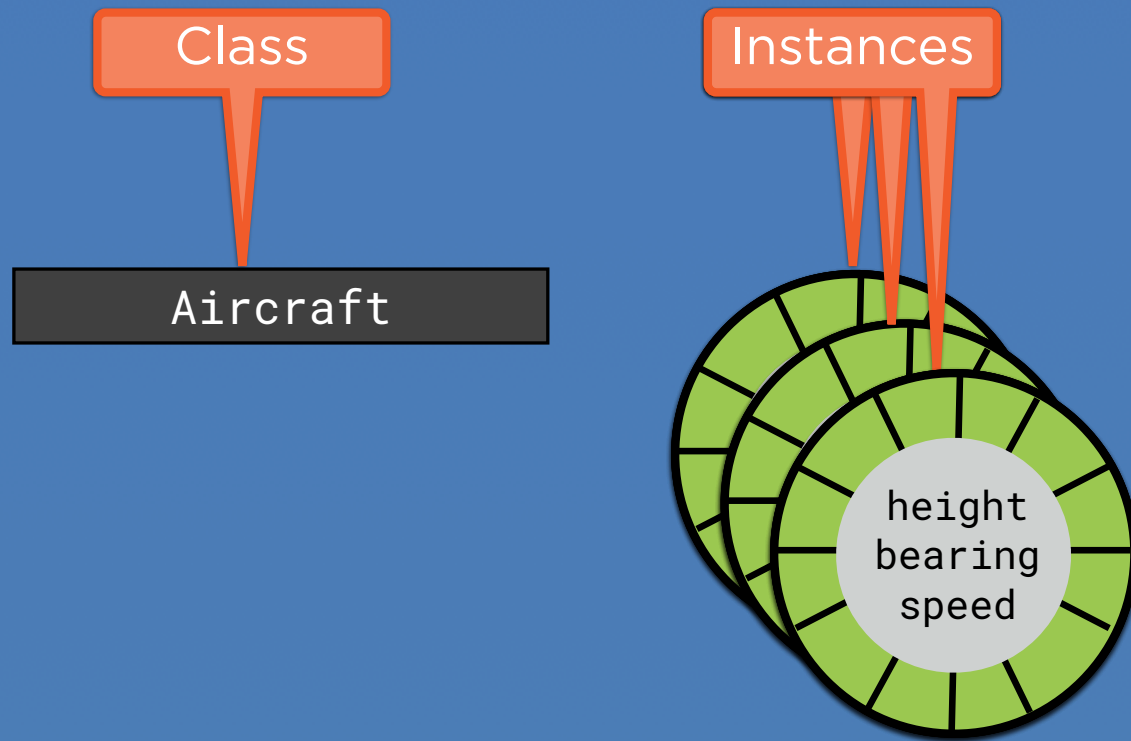 Class
Instances
Aircraft
height
bearing
speed